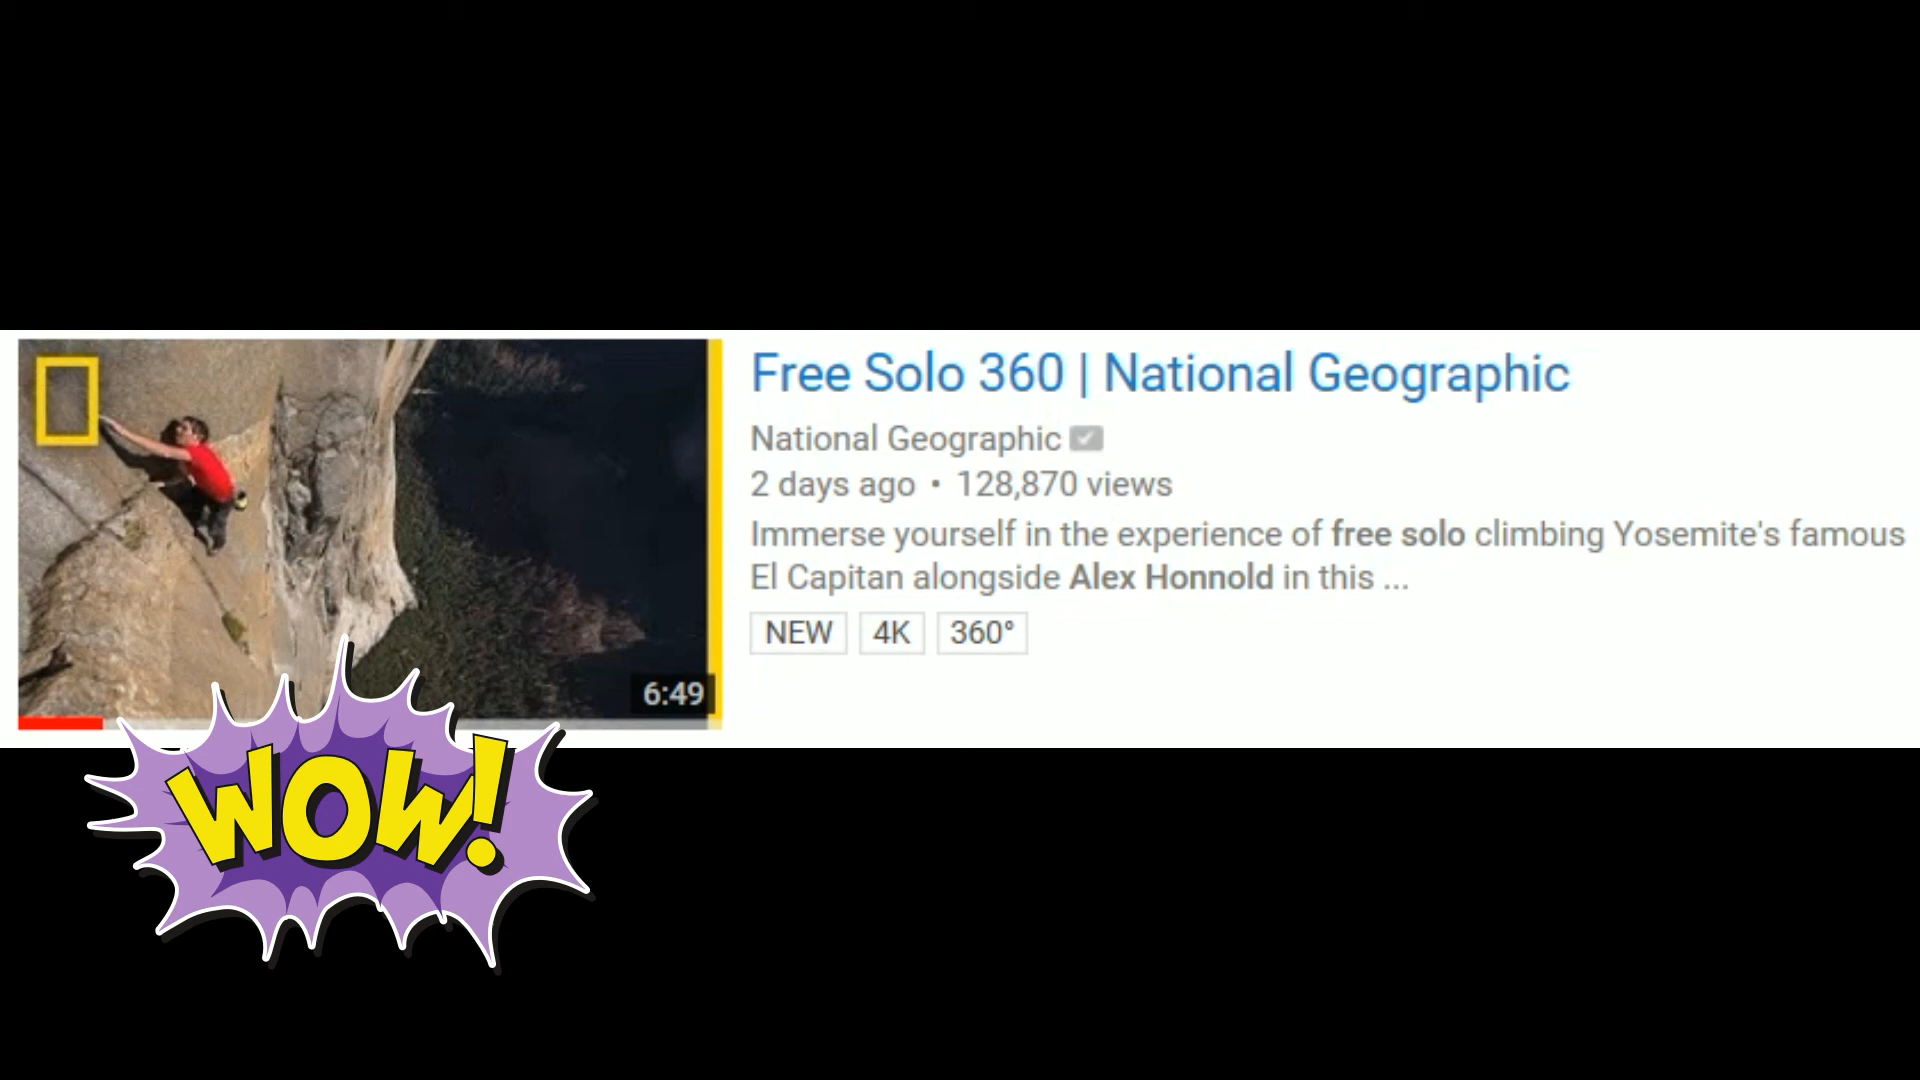 Free Solo 360 | National Geographic
National Geographic
2 days ago • 128,870 views
Immerse yourself in the experience of free solo climbing Yosemite's famous
El Capitan alongside Alex Honnold in this ...
NEW 4K 360°
6:49
WOW!